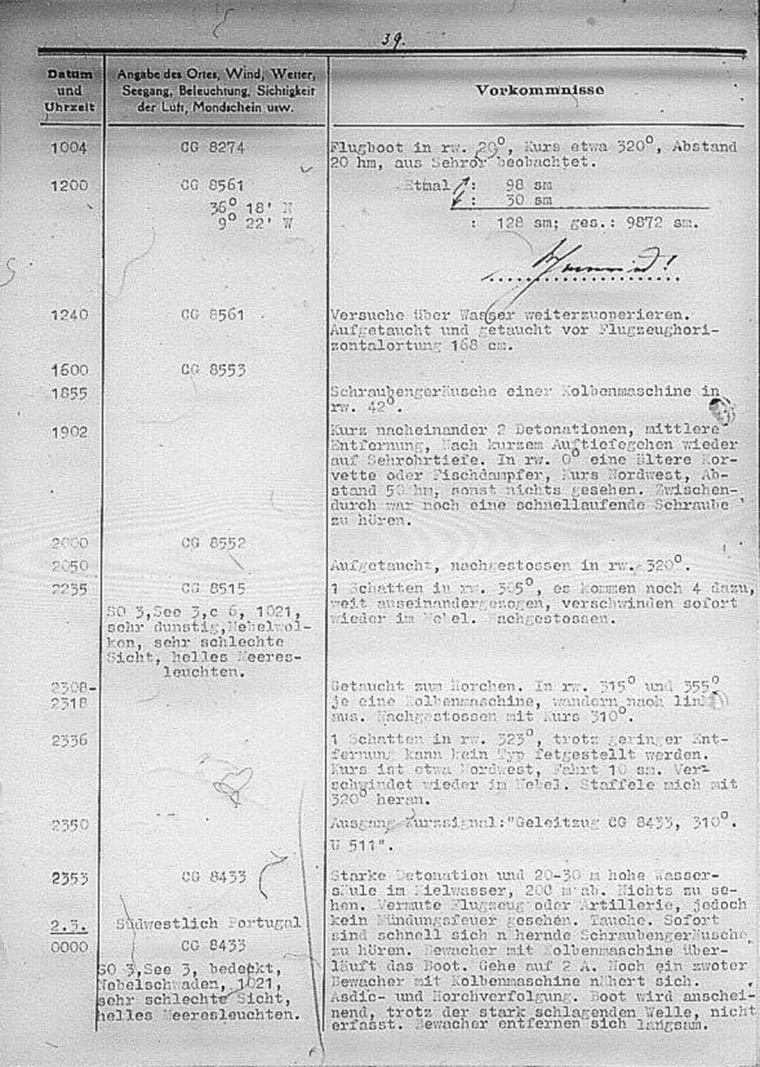 39.
Datum
und
Uhrzeit
Angabe des Ortes, Wind, Wetter,
Seegang, Beleuchtung, Sichtigkeit
der Luft, Mondschein usw.
Vorkommnisse
1004
CG 8274
Flugboot in rw. 20°, Kurs etwa 320°, Abstand
20 hm, aus Sehror beobachtet.
1200
CG 8561
36° 18' N
9° 22' W
Etmal : 98 sm
: 30 sm
: 128 sm; ges.: 9872 sm.
1240
CG 8561
Versuche über Wasser weiterzuoperieren.
Aufgetaucht und getaucht vor Flugzeughori-
zontalortung 168 cm.
1600
CG 8553
1855
Schraubengeräusche einer Kolbenmaschine in
rw. 42°.
1902
Kurz nacheinander 2 Detonationen, mittlere
Entfernung, Nach kurzem Auftiefegehen wieder
auf Sehrohrtiefe. In rw. 0° eine ältere Kor-
vette oder Fischdampfer, Kurs Nordwest, Ab-
stand 50 hm, sonst nichts gesehen. Zwischen-
durch war noch eine schnellaufende Schraube
zu hören.
2000
CG 8552
2050
Aufgetaucht, nachgestossen in rw. 320°.
2235
CG 8515
SO 3,See 3,c 6, 1021,
sehr dunstig,Nebelwol-
ken, sehr schlechte
Sicht, helles Meeres-
leuchten.
1 Schatten in rw. 305°, es kommen noch 4 dazu,
weit auseinandergezogen, verschwinden sofort
wieder im Nebel. Nachgestossen.
2308-
2318
Getaucht zum Horchen. In rw. 315° und 355°
je eine Kolbenmaschine, wandern nach links
aus. Nachgestossen mit Kurs 310°.
2336
1 Schatten in rw. 323°, trotz geringer Ent-
fernung kann kein Typ fetgestellt werden.
Kurs ist etwa Nordwest, Fahrt 10 sm. Ver-
schwindet wieder im Nebel. Staffele mich mit
320° heran.
2350
Ausgang Kurzsignal:"Geleitzug CG 8433, 310°.
U 511".
2353
CG 8433
Starke Detonation und 20-30 m hohe Wasser-
säule im Kielwasser, 200 m ab. Nichts zu se-
hen. Vermute Flugzeug oder Artillerie, jedoch
kein Mündungsfeuer gesehen. Tauche. Sofort
sind schnell sich nähernde Schraubengeräusche
zu hören. Bewacher mit Kolbenmaschine über-
läuft das Boot. Gehe auf 2 A. Noch ein zwoter
Bewacher mit Kolbenmaschine nähert sich.
Asdic- und Horchverfolgung. Boot wird anschei-
nend, trotz der stark schlagenden Welle, nicht
erfasst. Bewacher entfernen sich langsam.
2.3.
Südwestlich Portugal
0000
CG 8433
SO 3,See 3, bedeckt,
Nebelschwaden, 1021,
sehr schlechte Sicht,
helles Meeresleuchten.